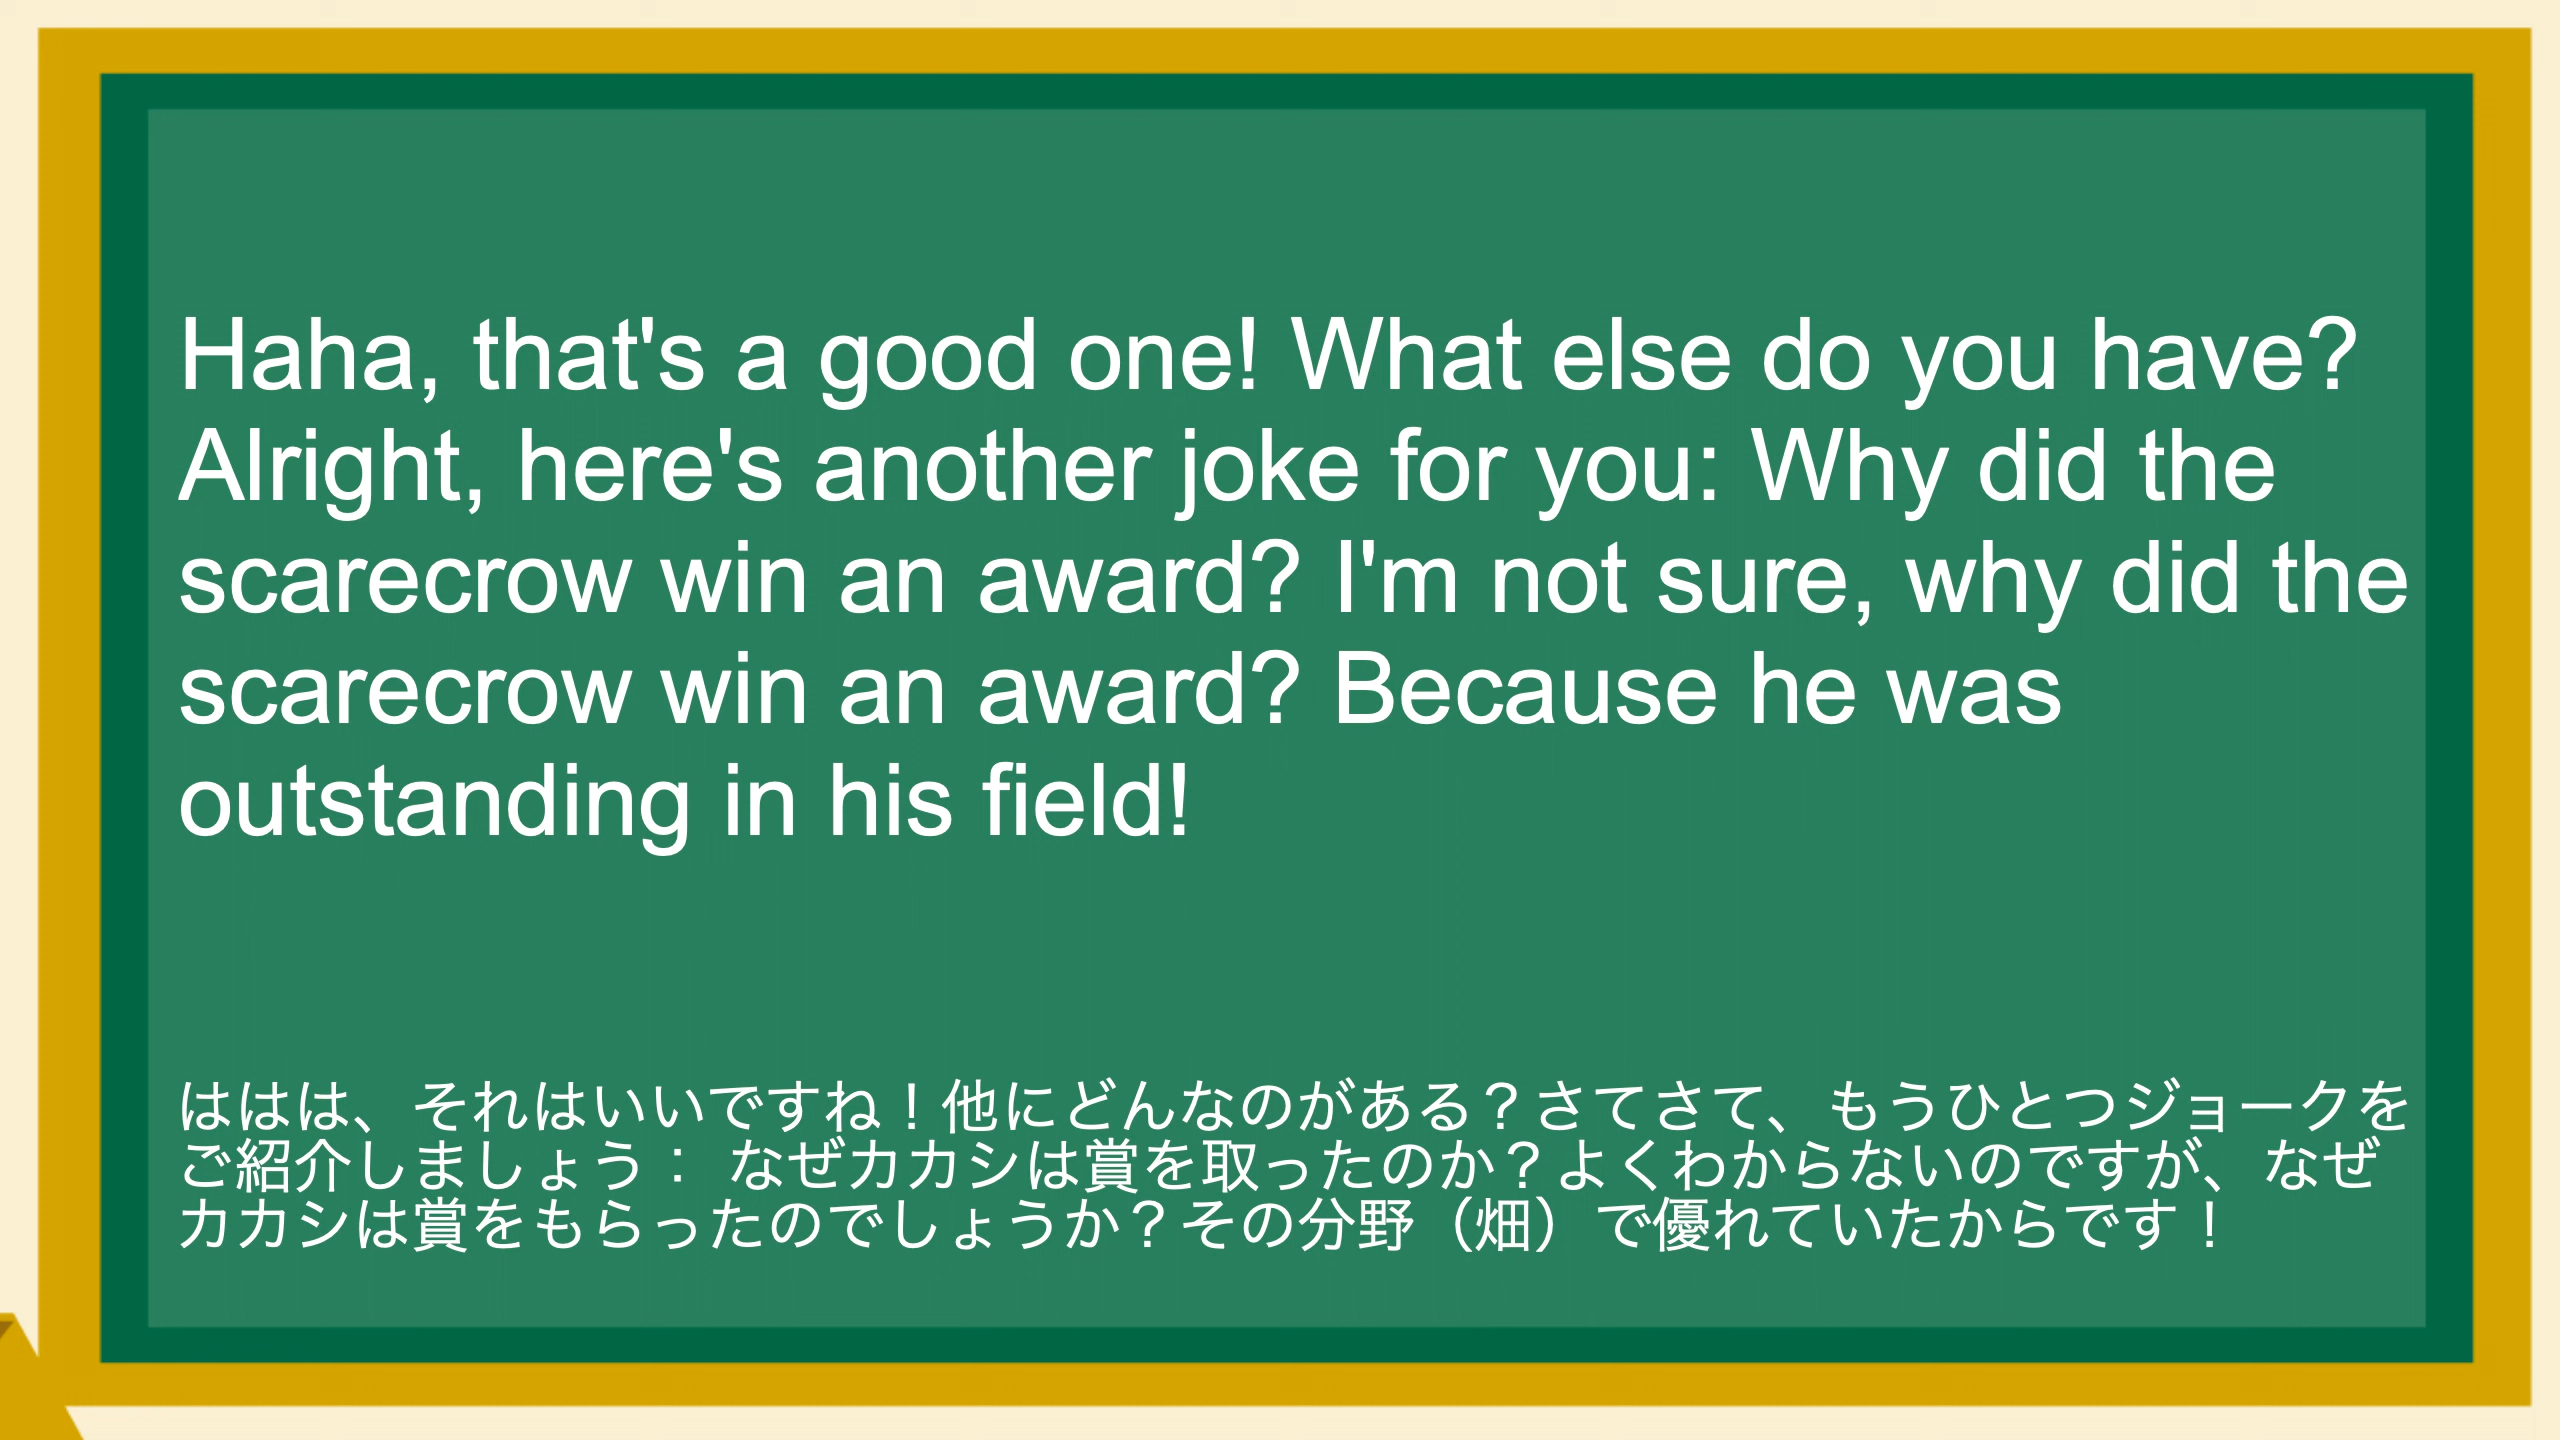 Haha, that's a good one! What else do you have?
Alright, here's another joke for you: Why did the
scarecrow win an award? I'm not sure, why did the
scarecrow win an award? Because he was
outstanding in his field!
ははは、それはいいですね！他にどんなのがある？さてさて、もうひとつジョークを
ご紹介しましょう： なぜカカシは賞を取ったのか？よくわからないのですが、なぜ
カカシは賞をもらったのでしょうか？その分野（畑）で優れていたからです！